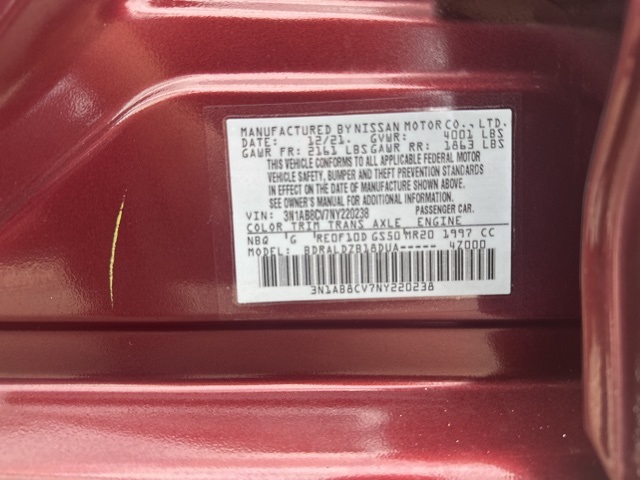 MANUFACTURED BY NISSAN MOTOR CO., LTD.
DATE: 12/21. GVWR: 4001 LBS
GAWR FR: 2161 LBS GAWR RR: 1863 LBS
THIS VEHICLE CONFORMS TO ALL APPLICABLE FEDERAL MOTOR
VEHICLE SAFETY, BUMPER AND THEFT PREVENTION STANDARDS
IN EFFECT ON THE DATE OF MANUFACTURE SHOWN ABOVE.
SEE OWNER'S MANUAL FOR ADDITIONAL INFORMATION
VIN: 3N1AB8CV7NY220238 PASSENGER CAR.
COLOR TRIM TRANS AXLE ENGINE
NBQ G RE0F10D GS50 MR20 1997 CC
MODEL: BDRALDZB18DUA----- 4Z000
3N1AB8CV7NY220238